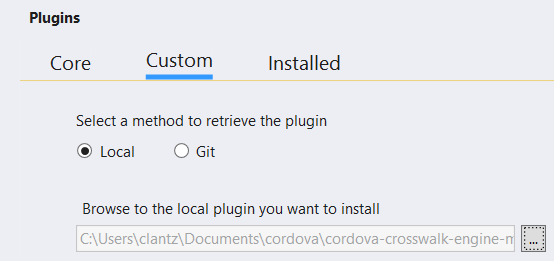 Plugins
Core Custom Installed
Select a method to retrieve the plugin
Local Git
Browse to the local plugin you want to install
C:\Users\clantz\Documents\cordova\cordova-crosswalk-engine-m ...